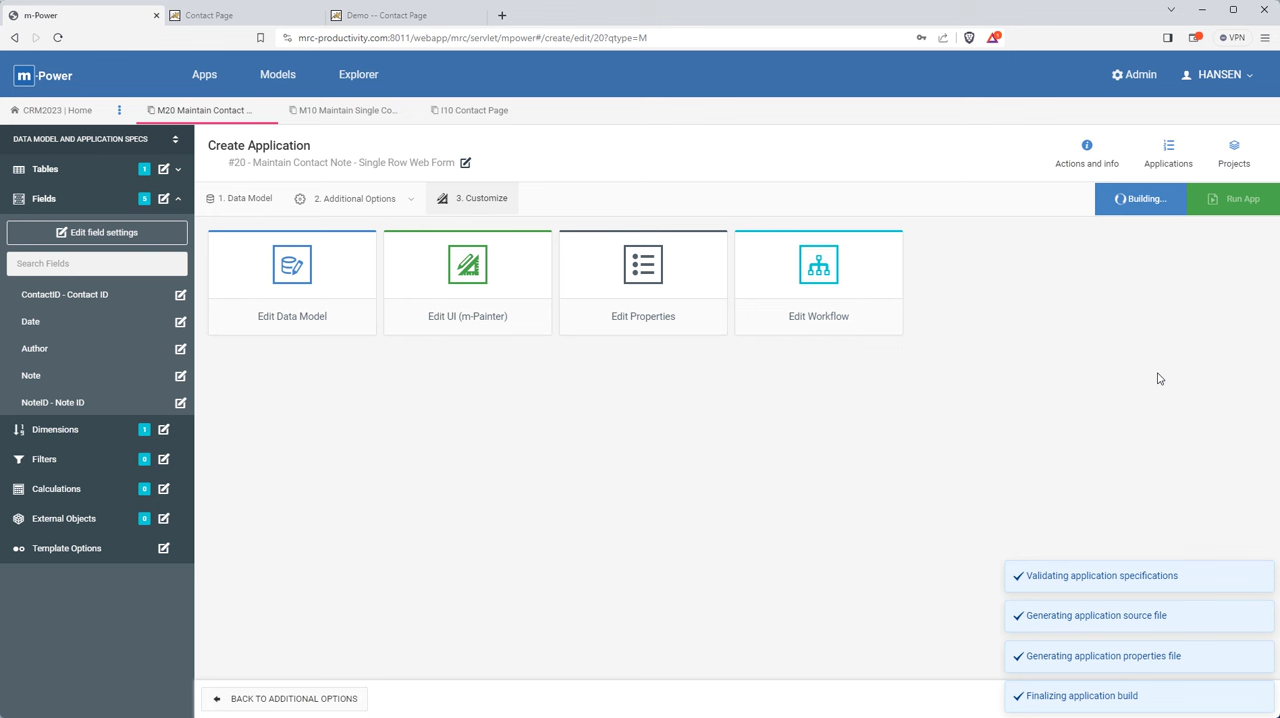 m-Power
Contact Page
Demo -- Contact Page
mrc-productivity.com:8011/webapp/mrc/servlet/mpower#/create/edit/20?qtype=M
VPN
m -Power
Apps
Models
Explorer
Admin
HANSEN
CRM2023 | Home
M20 Maintain Contact ...
M10 Maintain Single Co...
I10 Contact Page
DATA MODEL AND APPLICATION SPECS
Tables 1
Fields 5
Edit field settings
Search Fields
ContactID - Contact ID
Date
Author
Note
NoteID - Note ID
Dimensions 1
Filters 0
Calculations 0
External Objects 0
Template Options
Create Application
#20 - Maintain Contact Note - Single Row Web Form
Actions and info
Applications
Projects
1. Data Model
2. Additional Options
3. Customize
Building...
Run App
Edit Data Model
Edit UI (m-Painter)
Edit Properties
Edit Workflow
Validating application specifications
Generating application source file
Generating application properties file
Finalizing application build
BACK TO ADDITIONAL OPTIONS